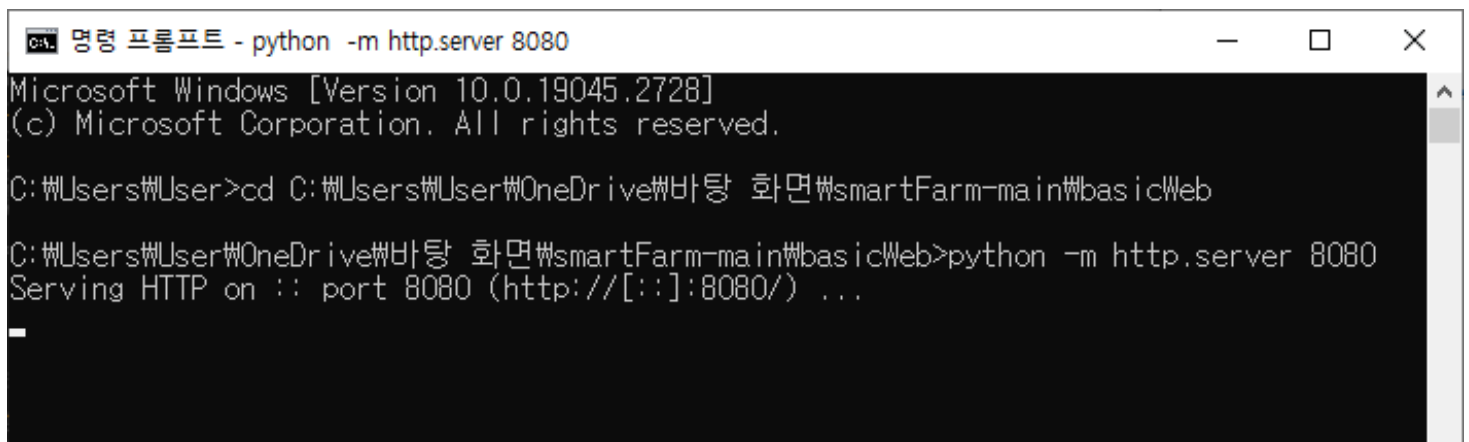 명령 프롬프트 - python -m http.server 8080
Microsoft Windows [Version 10.0.19045.2728]
(c) Microsoft Corporation. All rights reserved.
C:₩Users₩User>cd C:₩Users₩User₩OneDrive₩바탕 화면₩smartFarm-main₩basicWeb
C:₩Users₩User₩OneDrive₩바탕 화면₩smartFarm-main₩basicWeb>python -m http.server 8080
Serving HTTP on :: port 8080 (http://[::]:8080/) ...